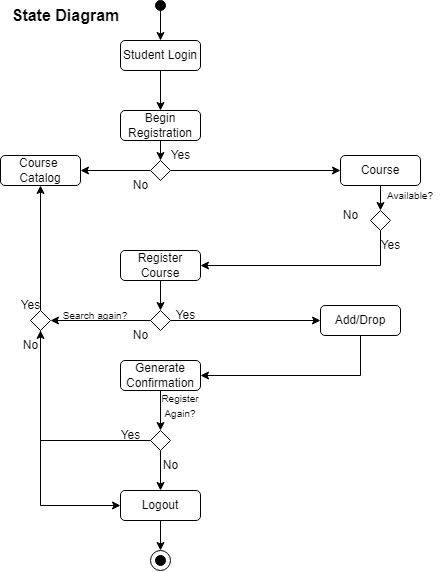 State Diagram
Student Login
Begin
Registration
Yes
Course
Catalog
No
Course
Available?
No
Yes
Register
Course
Yes
Search again?
Yes
No
No
Add/Drop
Generate
Confirmation
Register
Again?
Yes
No
Logout